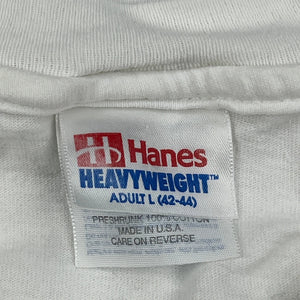 H Hanes
HEAVYWEIGHT™
ADULT L (42-44)
PRESHRUNK 100% COTTON
MADE IN U.S.A.
CARE ON REVERSE